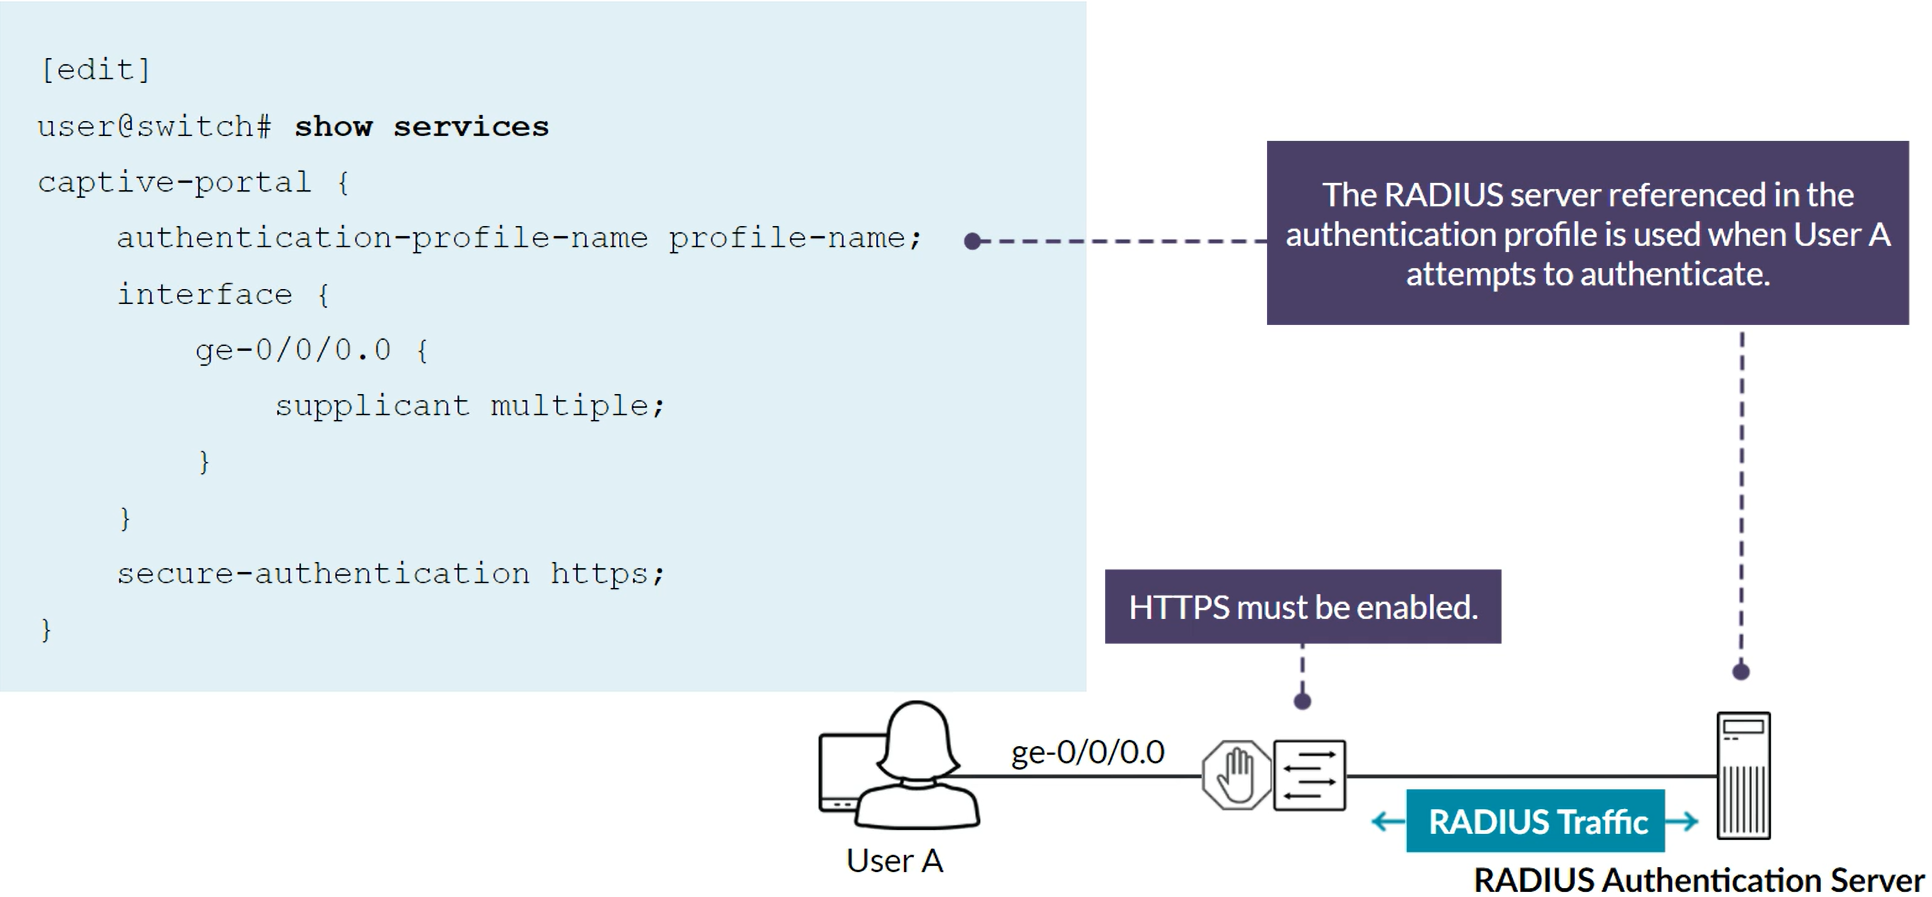 [edit]
user@switch# show services
captive-portal {
authentication-profile-name profile-name;
interface {
ge-0/0/0.0 {
supplicant multiple;
}
}
secure-authentication https;
}
The RADIUS server referenced in the
authentication profile is used when User A
attempts to authenticate.
HTTPS must be enabled.
ge-0/0/0.0
RADIUS Traffic
User A
RADIUS Authentication Server